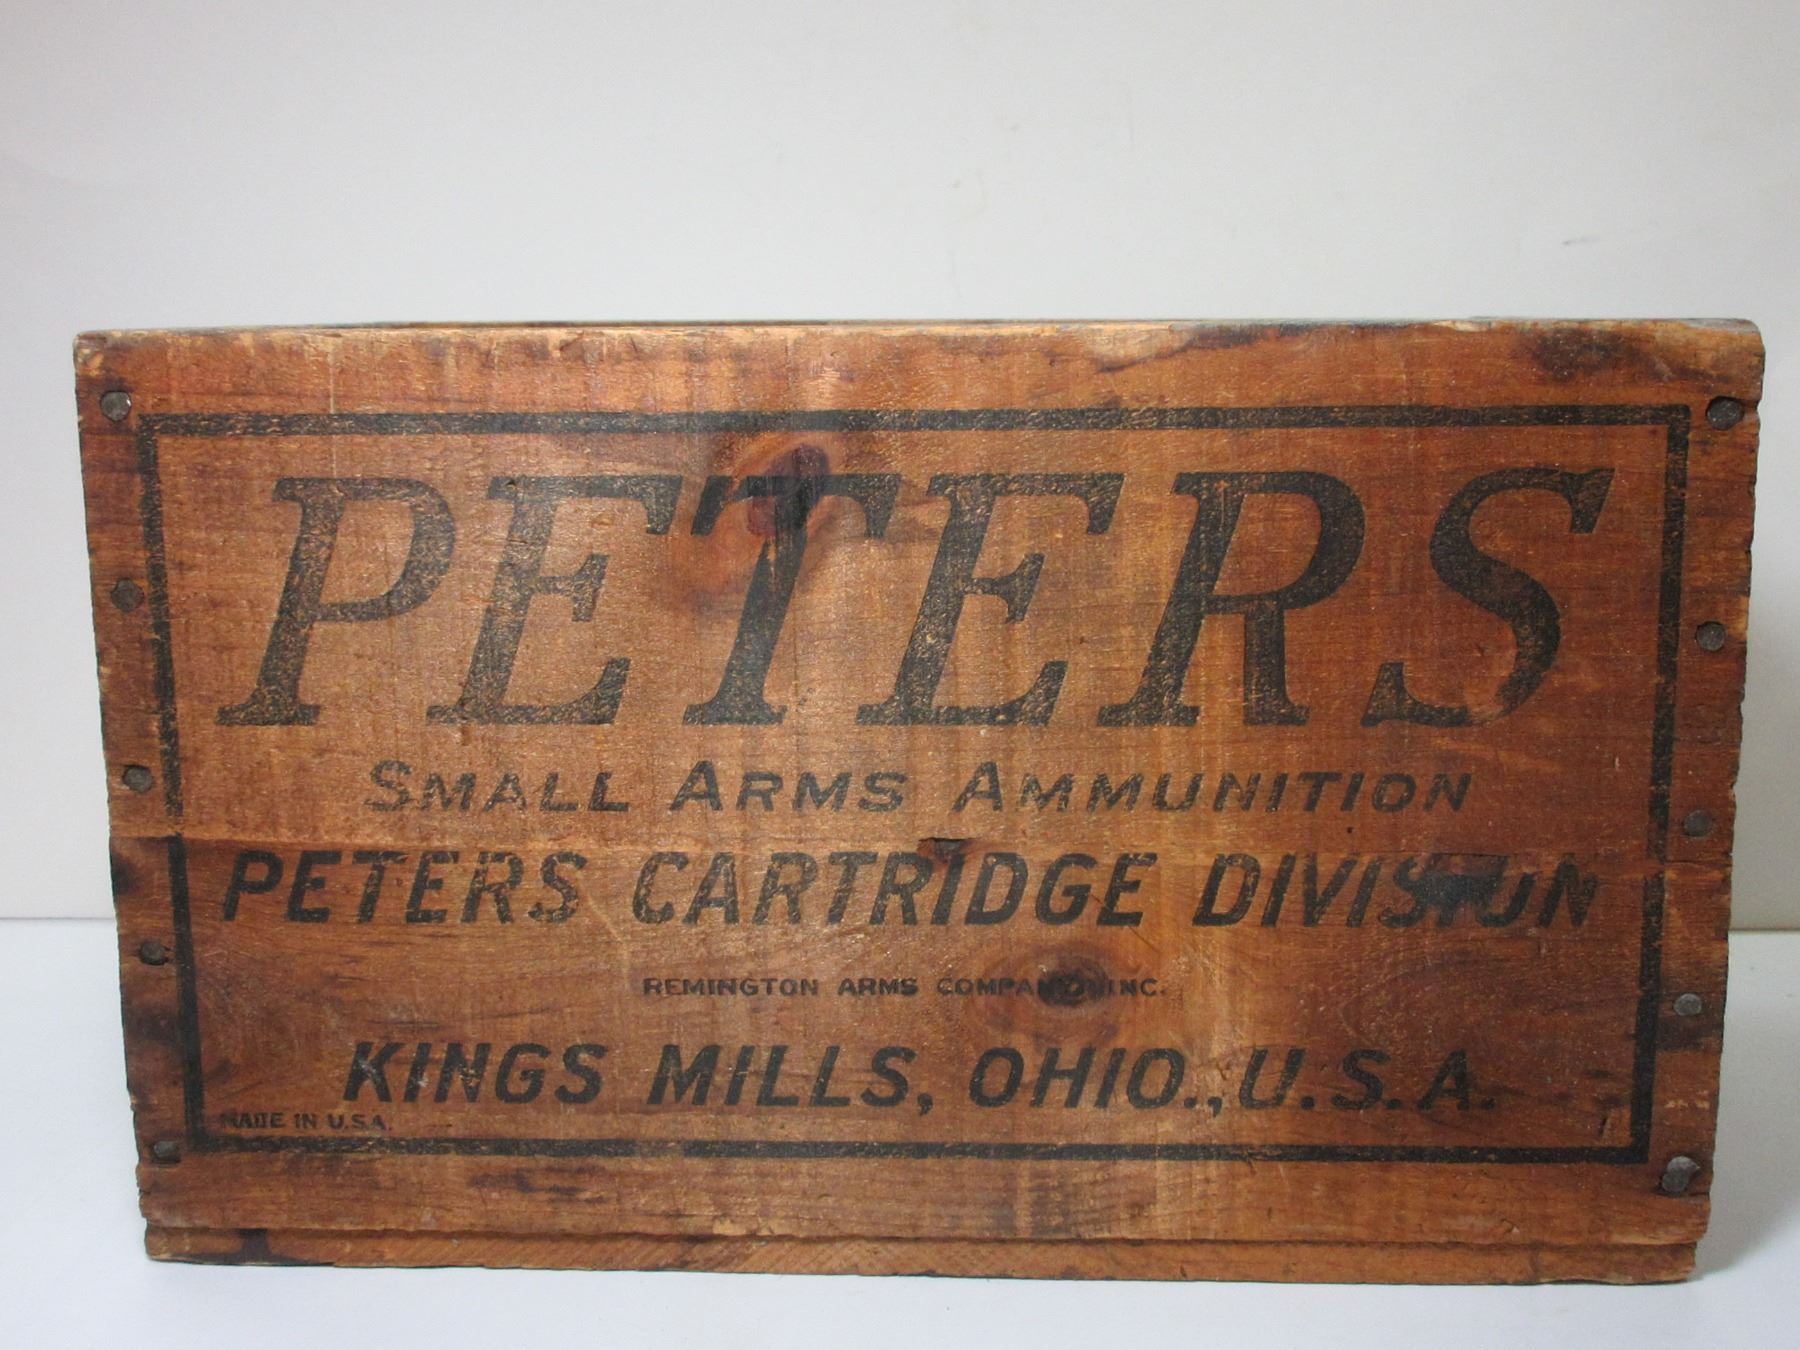 PETERS
SMALL ARMS AMMUNITION
PETERS CARTRIDGE DIVISION
REMINGTON ARMS COMPANY, INC.
KINGS MILLS, OHIO., U.S.A.
MADE IN U.S.A.